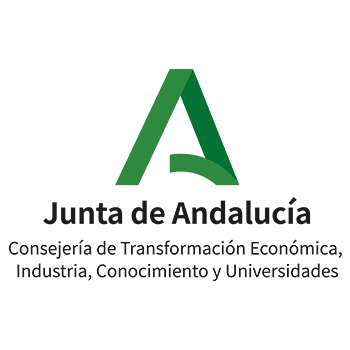 Junta de Andalucía
Consejería de Transformación Económica,
Industria, Conocimiento y Universidades